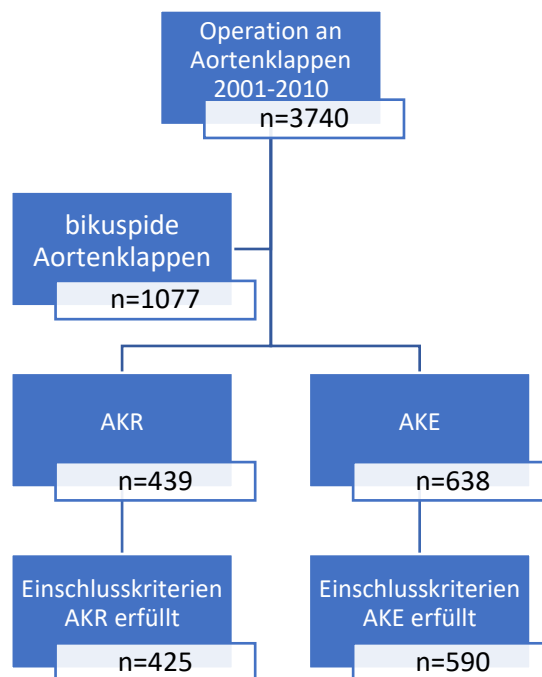 Operation an
Aortenklappen
2001-2010
n=3740
bikuspide
Aortenklappen
n=1077
AKR
n=439
AKE
n=638
Einschlusskriterien
AKR erfüllt
n=425
Einschlusskriterien
AKE erfüllt
n=590